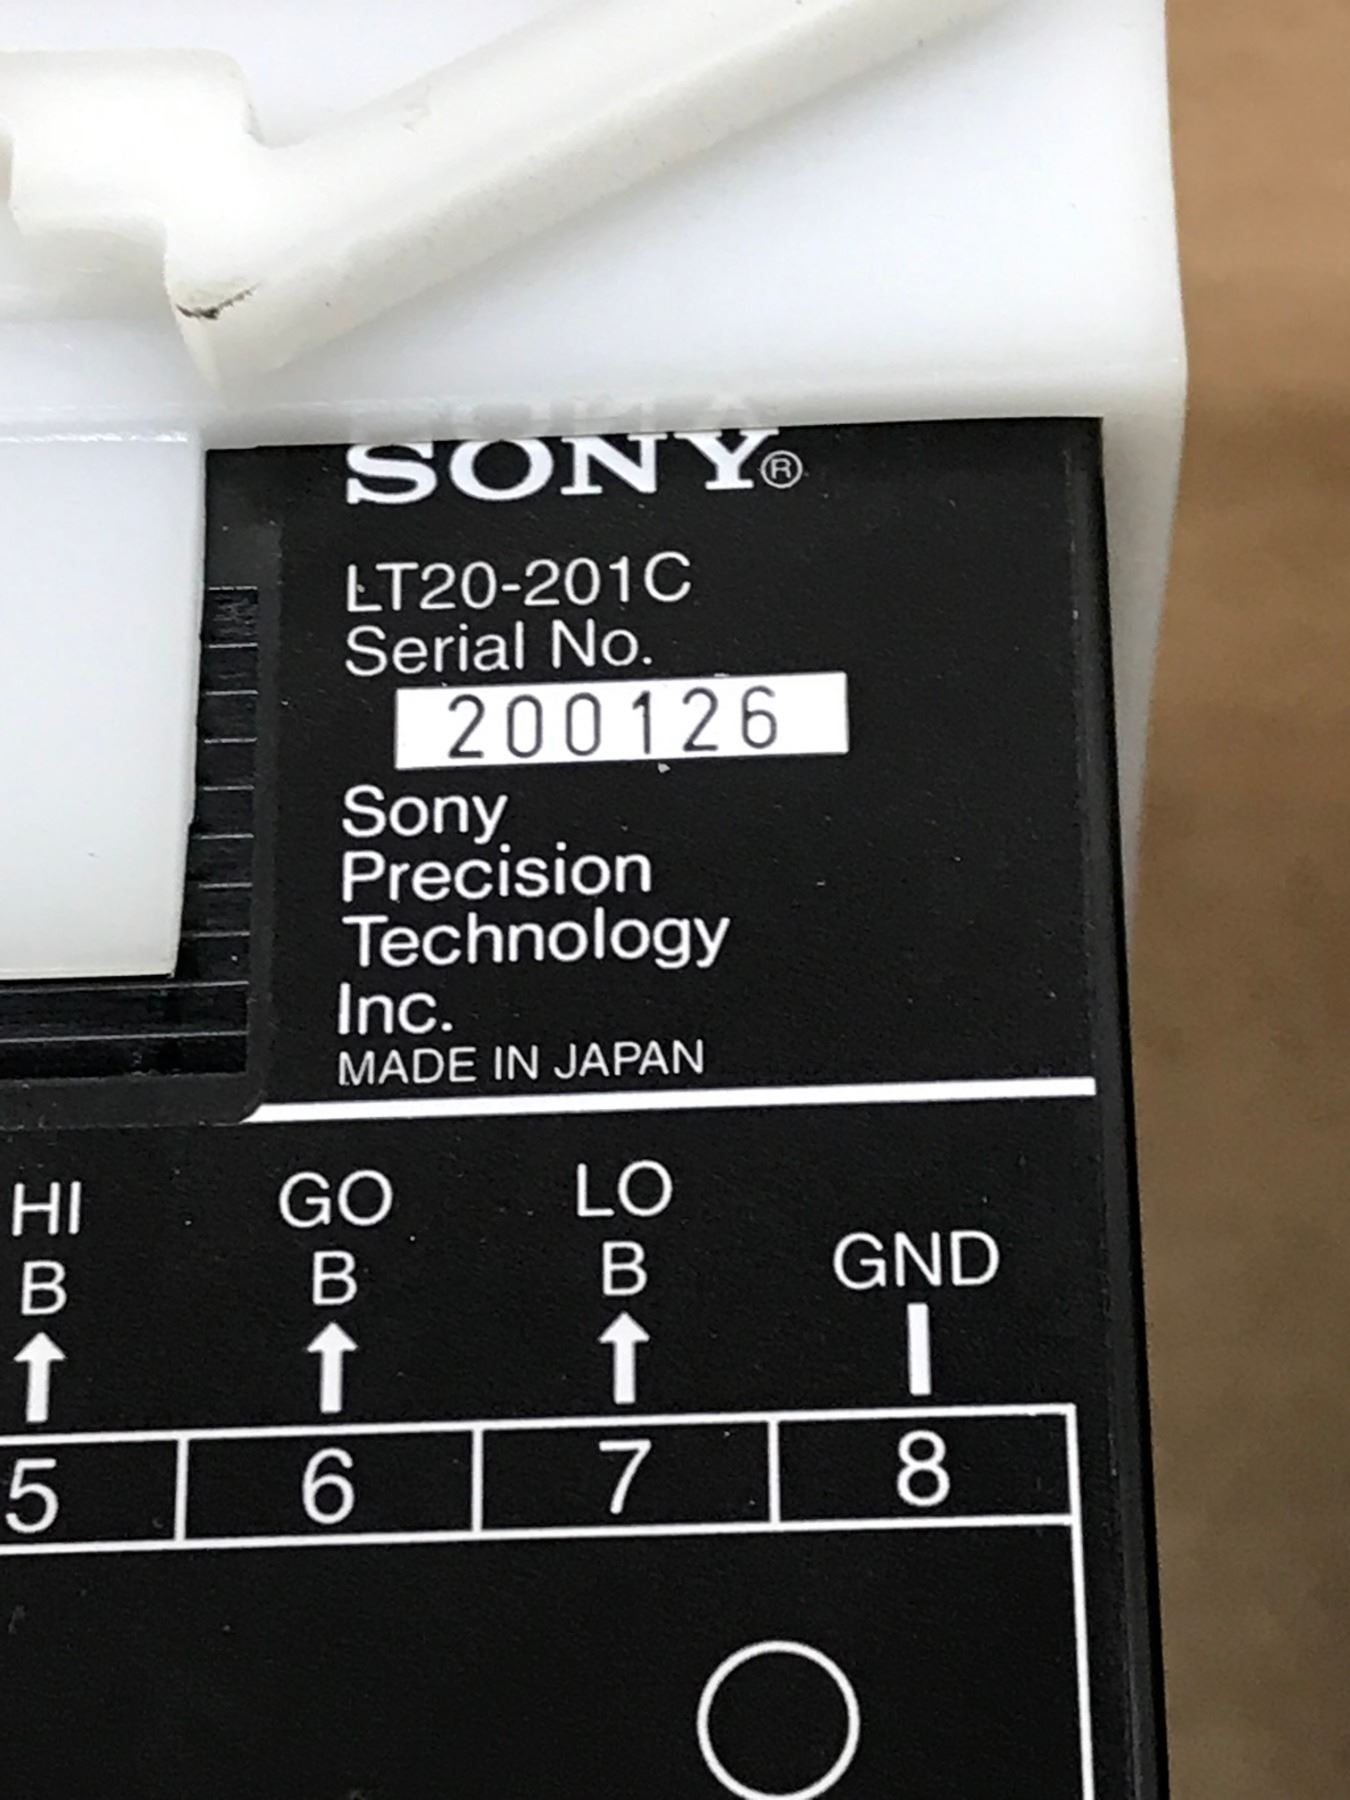 SONY®
LT20-201C
Serial No.
200126
Sony
Precision
Technology
Inc.
MADE IN JAPAN
HI GO LO
B B B GND
5 6 7 8